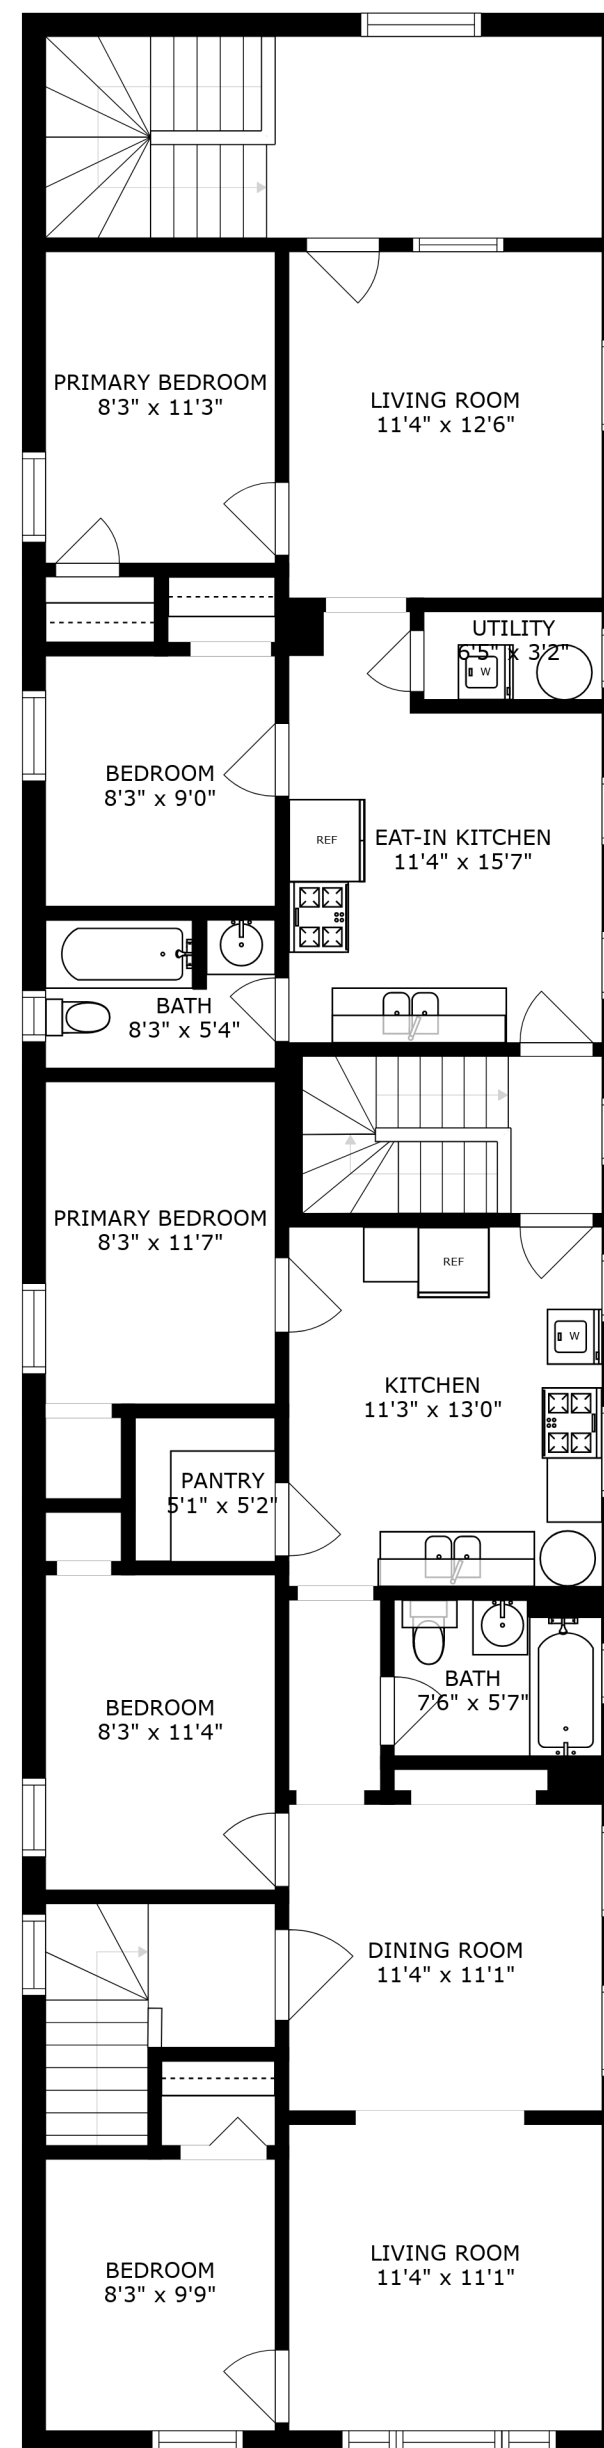 PRIMARY BEDROOM
8'3" x 11'3"
LIVING ROOM
11'4" x 12'6"
UTILITY
6'5" x 3'2"
W
BEDROOM
8'3" x 9'0"
REF
EAT-IN KITCHEN
11'4" x 15'7"
BATH
8'3" x 5'4"
PRIMARY BEDROOM
8'3" x 11'7"
REF
W
KITCHEN
11'3" x 13'0"
PANTRY
5'1" x 5'2"
BATH
7'6" x 5'7"
BEDROOM
8'3" x 11'4"
DINING ROOM
11'4" x 11'1"
LIVING ROOM
11'4" x 11'1"
BEDROOM
8'3" x 9'9"